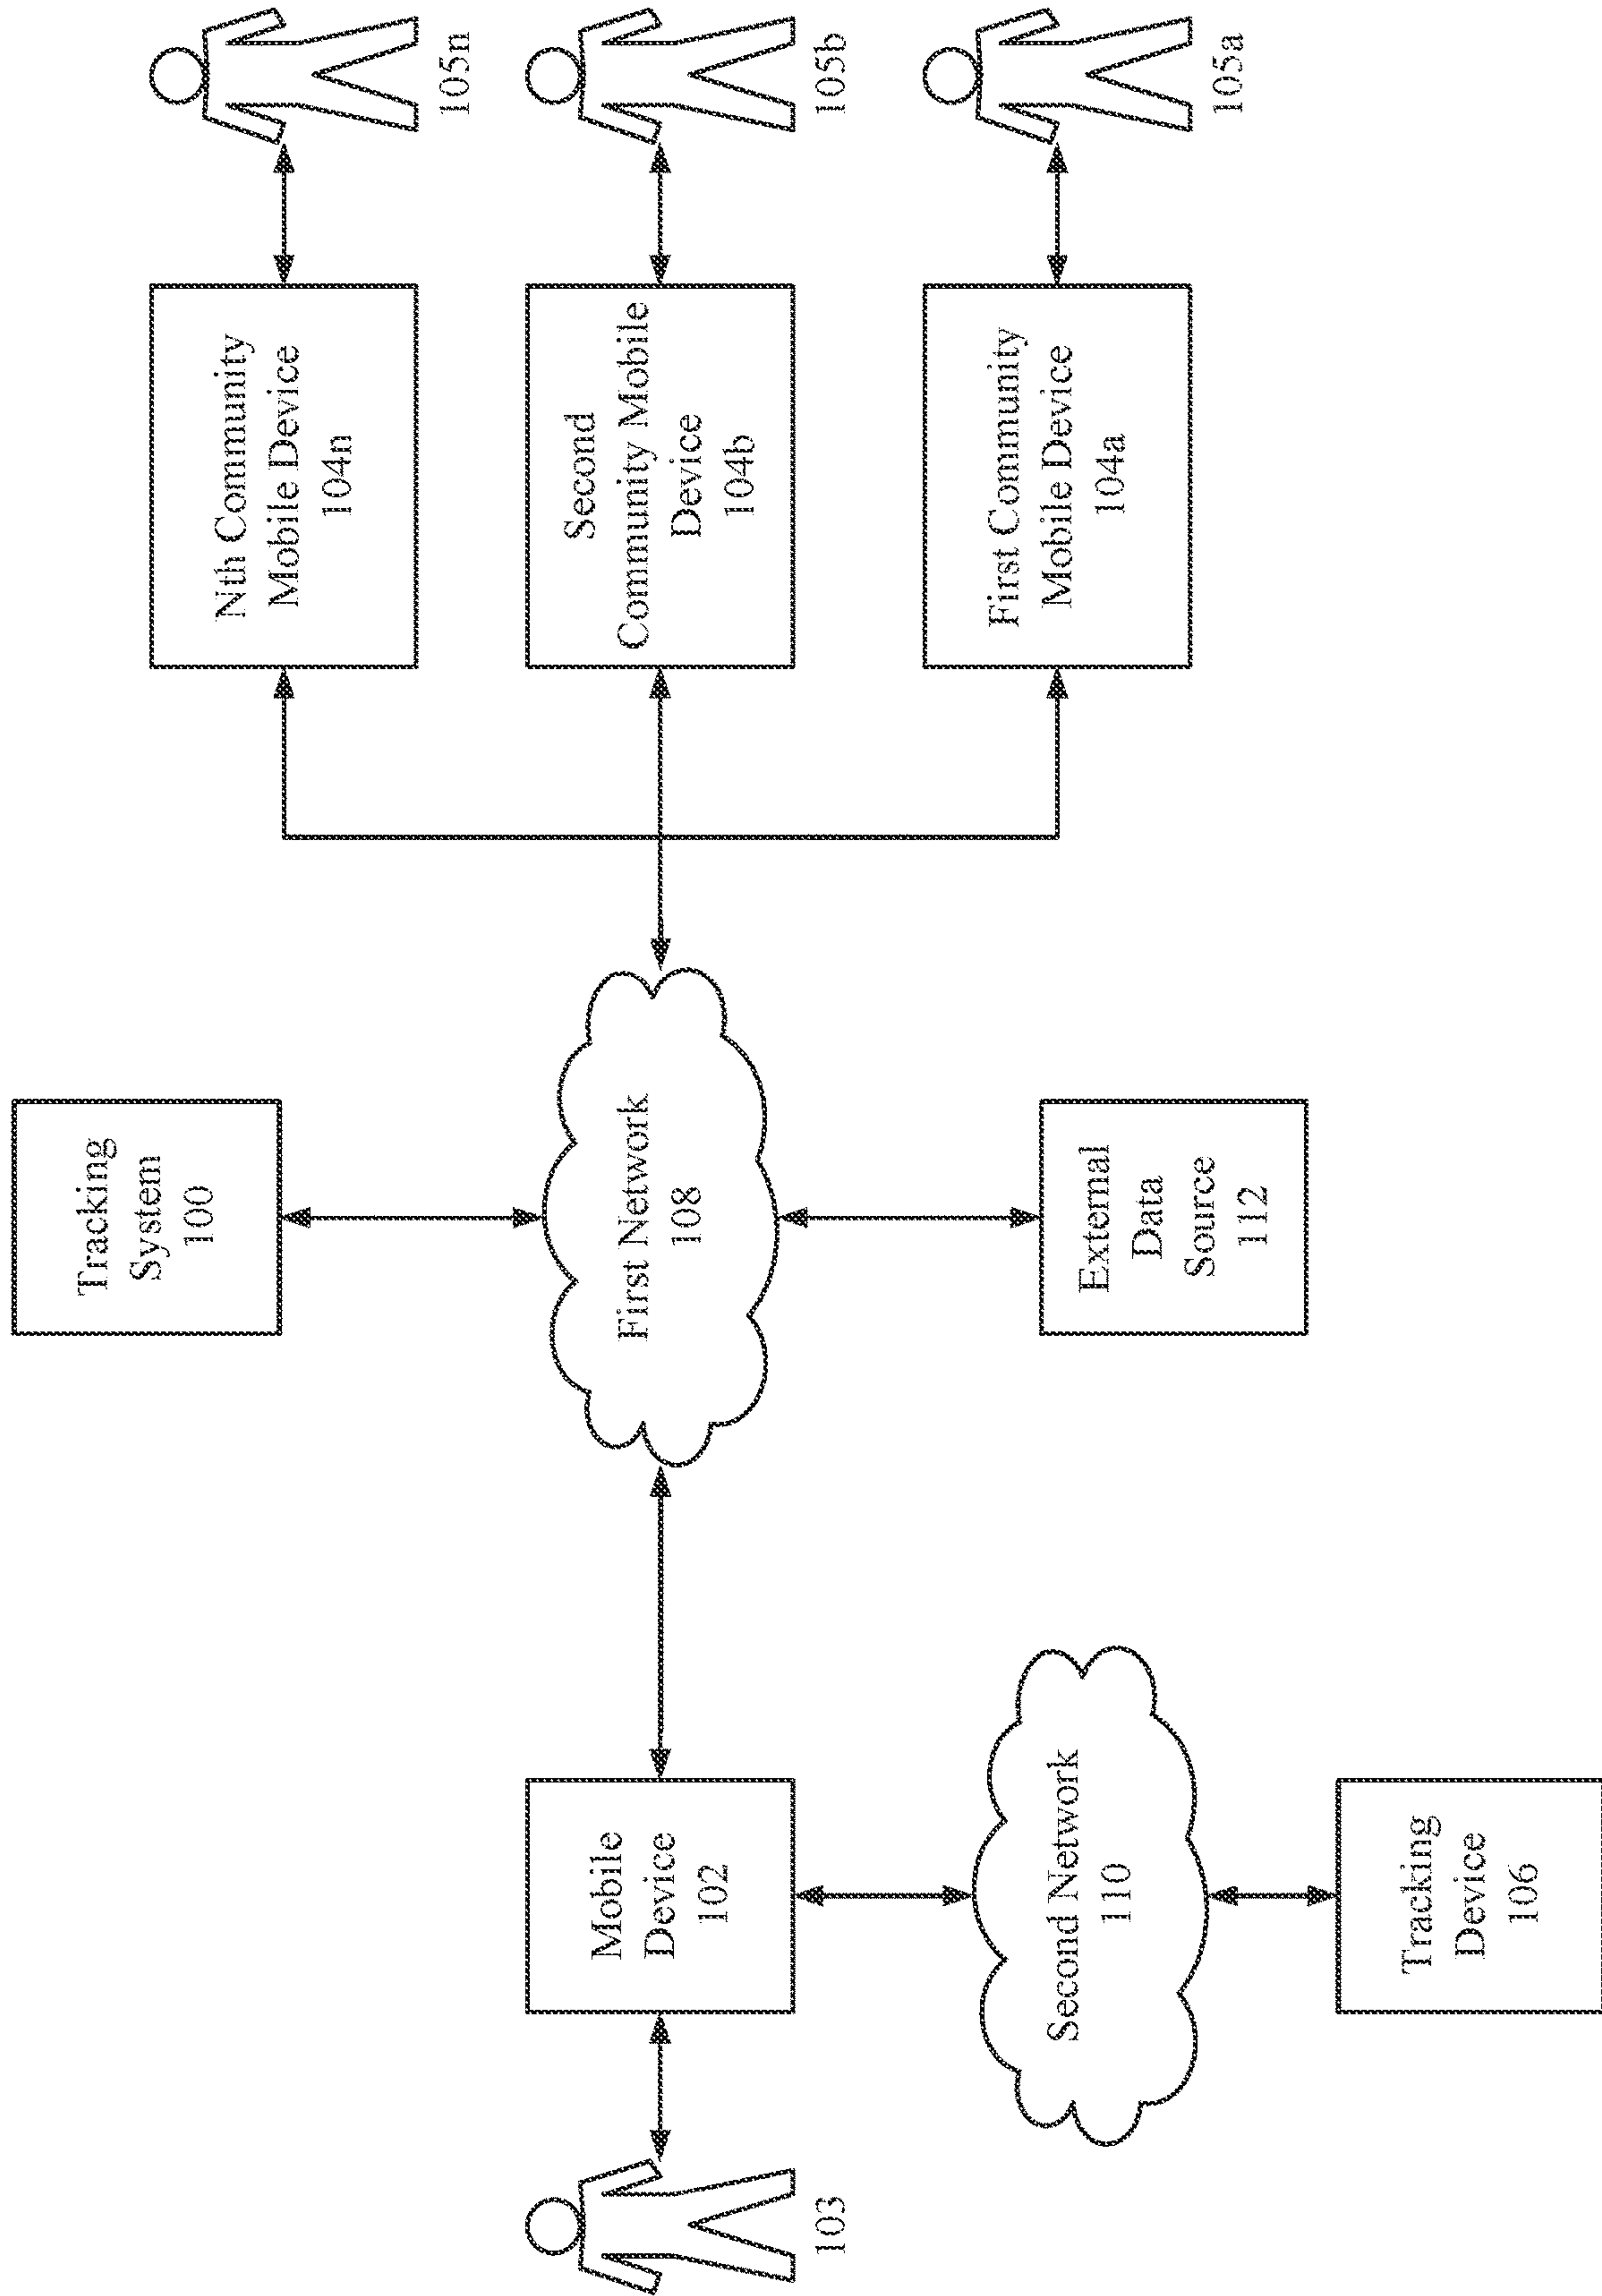 Tracking
System
100
Nth Community
Mobile Device
104n
105n
103
Mobile
Device
102
First Network
108
Second
Community Mobile
Device
104b
105b
Second Network
110
External
Data
Source
112
First Community
Mobile Device
104a
105a
Tracking
Device
106